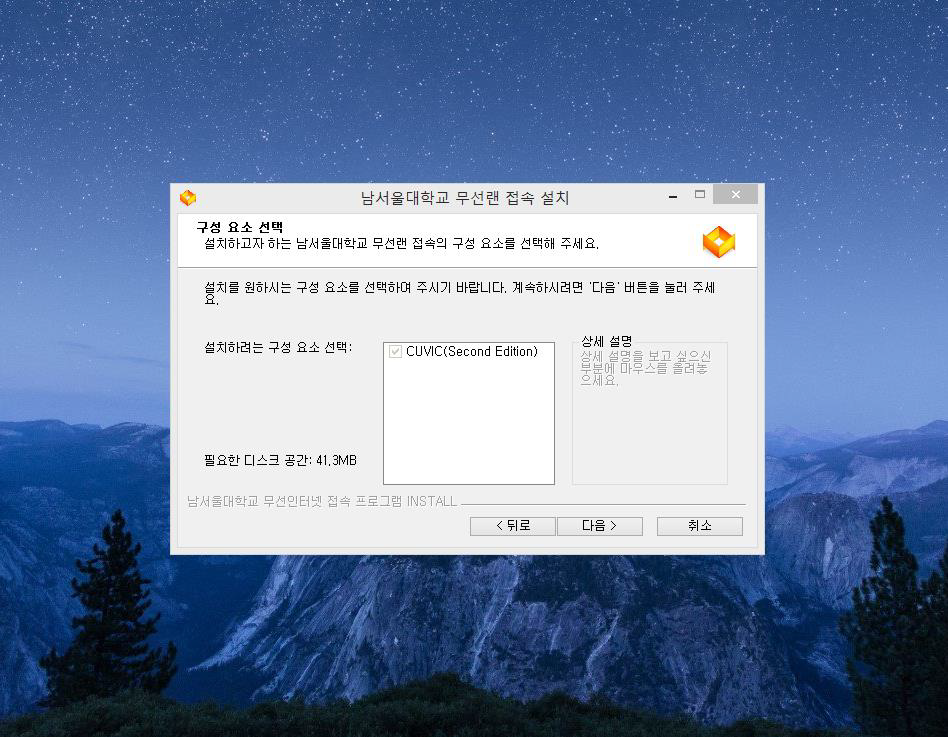 남서울대학교 무선랜 접속 설치
구성 요소 선택
설치하고자 하는 남서울대학교 무선랜 접속의 구성 요소를 선택해 주세요.
설치를 원하시는 구성 요소를 선택하여 주시기 바랍니다. 계속하시려면 '다음' 버튼을 눌러 주세
요.
설치하려는 구성 요소 선택:
CUVIC(Second Edition)
상세 설명
상세 설명을 보고 싶으신
부분에 마우스를 올려놓
으세요.
필요한 디스크 공간: 41.3MB
남서울대학교 무선인터넷 접속 프로그램 INSTALL
< 뒤로
다음 >
취소